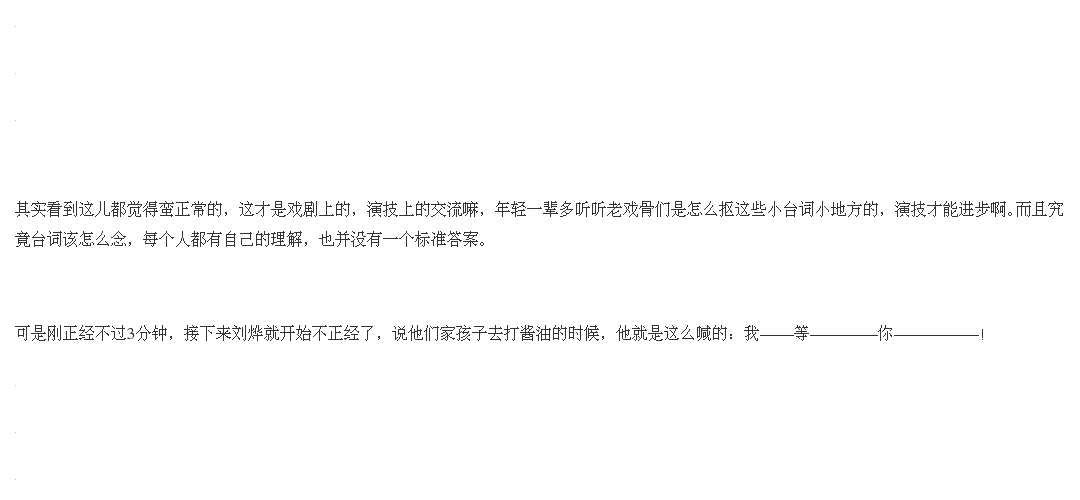 其实看到这儿都觉得蛮正常的，这才是戏剧上的，演技上的交流嘛，年轻一辈多听听老戏骨们是怎么抠这些小台词小地方的，演技才能进步啊。而且究
竟台词该怎么念，每个人都有自己的理解，也并没有一个标准答案。
可是刚正经不过3分钟，接下来刘烨就开始不正经了，说他们家孩子去打酱油的时候，他就是这么喊的：我——等————你—————！